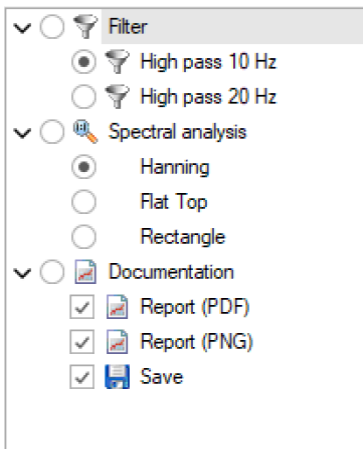 Filter
High pass 10 Hz
High pass 20 Hz
Spectral analysis
Hanning
Flat Top
Rectangle
Documentation
Report (PDF)
Report (PNG)
Save